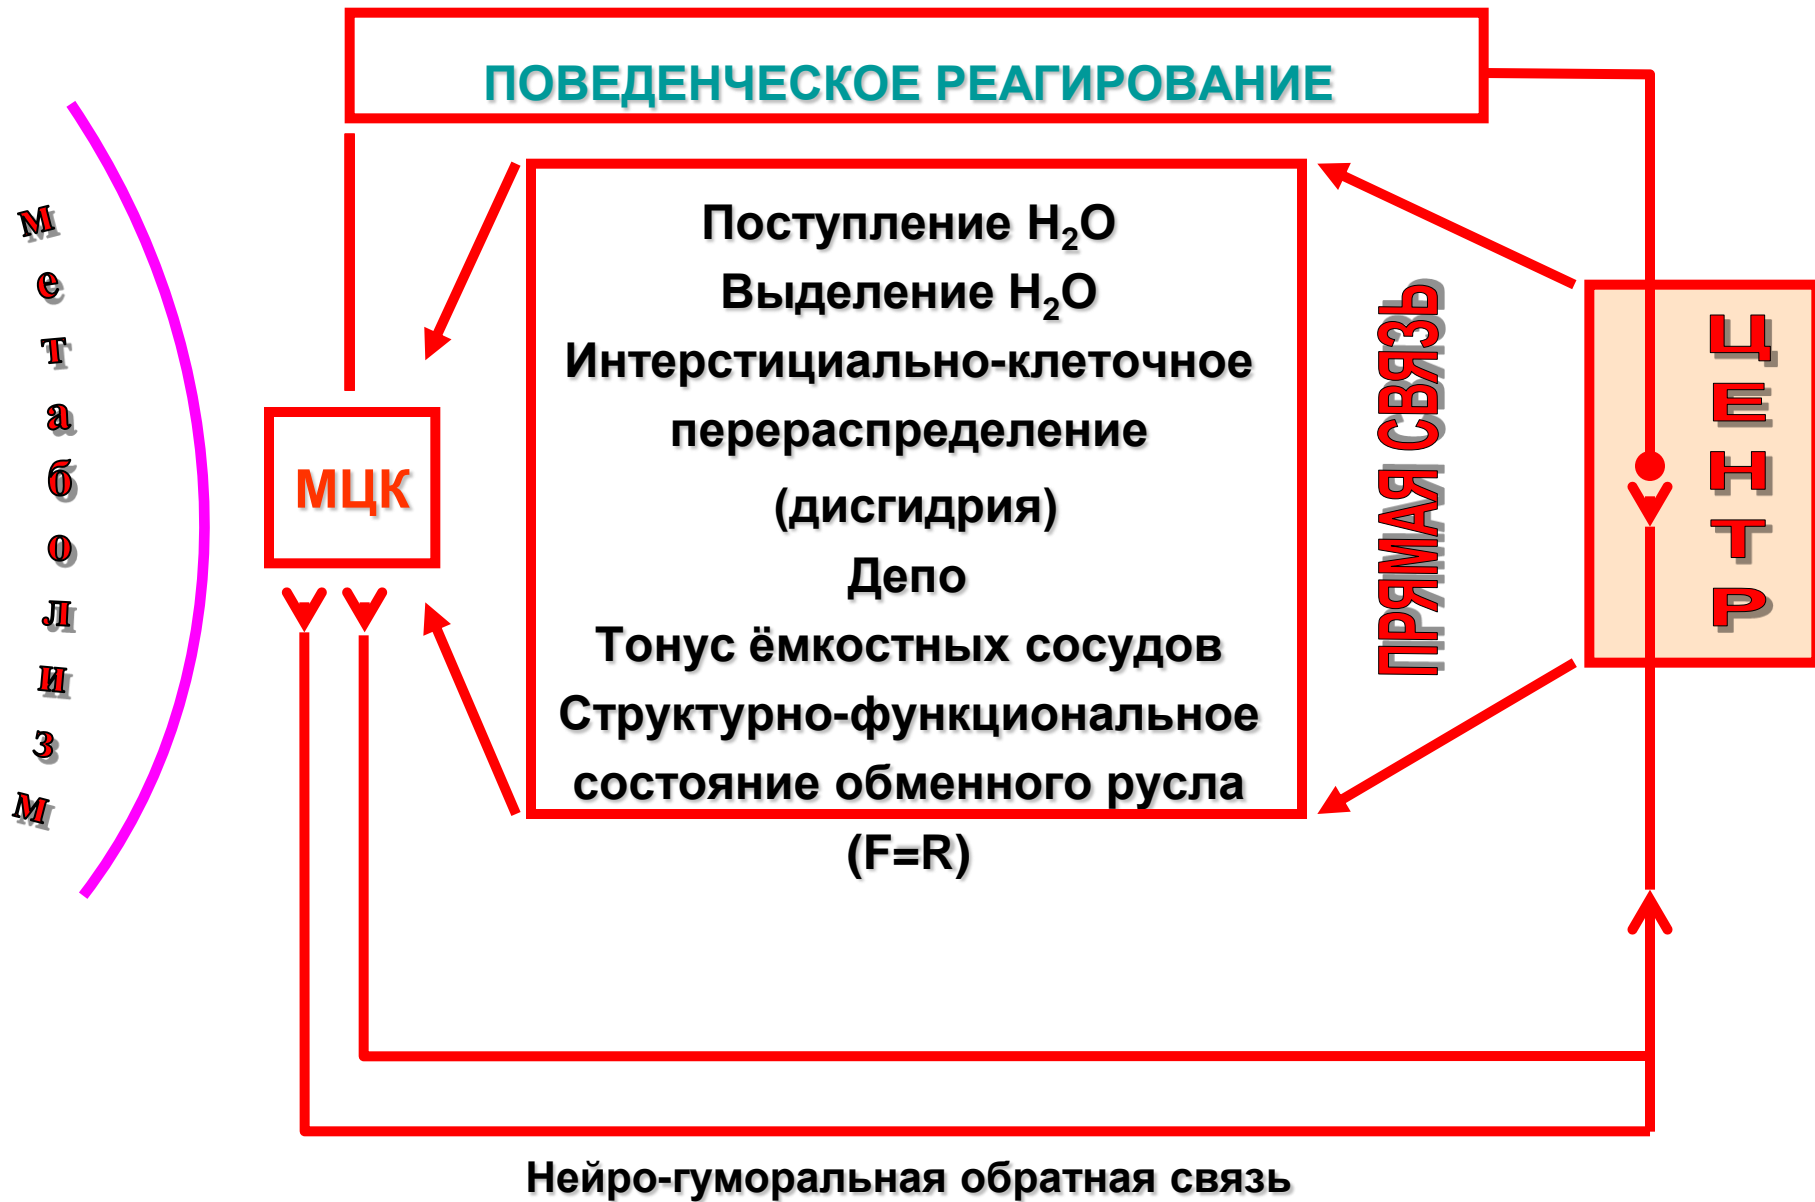 ПОВЕДЕНЧЕСКОЕ РЕАГИРОВАНИЕ
метаболизм
МЦК
Поступление H₂O
Выделение H₂O
Интерстициально-клеточное
перераспределение
(дисгидрия)
Депо
Тонус ёмкостных сосудов
Структурно-функциональное
состояние обменного русла
(F=R)
ПРЯМАЯ СВЯЗЬ
ЦЕНТР
Нейро-гуморальная обратная связь